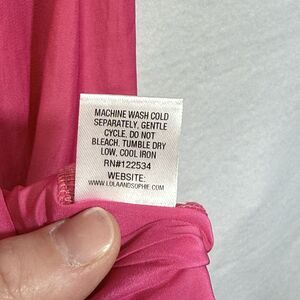 MACHINE WASH COLD
SEPARATELY, GENTLE
CYCLE. DO NOT
BLEACH. TUMBLE DRY
LOW, COOL IRON
RN#122534
WEBSITE:
WWW.LOLAANDSOPHIE.COM